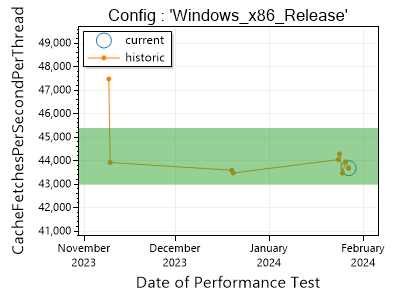 Config : 'Windows_x86_Release'
CacheFetchesPerSecondPerThread
49,000
48,000
47,000
46,000
45,000
44,000
43,000
42,000
41,000
current
historic
November
2023
December
2023
January
2024
February
2024
Date of Performance Test